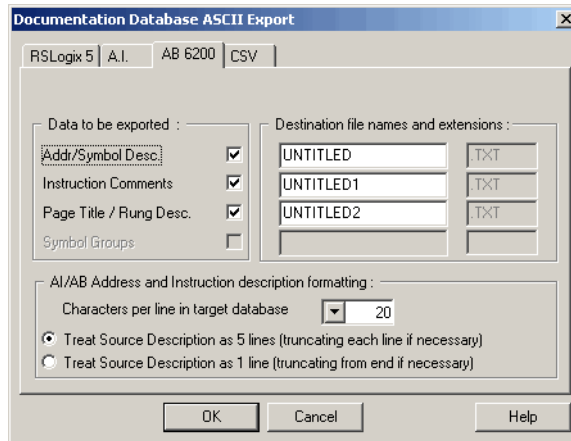 Documentation Database ASCII Export
RSLogix 5 A.I. AB 6200 CSV
Data to be exported :
Addr/Symbol Desc.
Instruction Comments
Page Title / Rung Desc.
Symbol Groups
Destination file names and extensions :
UNTITLED .TXT
UNTITLED1 .TXT
UNTITLED2 .TXT
AI/AB Address and Instruction description formatting :
Characters per line in target database 20
Treat Source Description as 5 lines (truncating each line if necessary)
Treat Source Description as 1 line (truncating from end if necessary)
OK Cancel Help